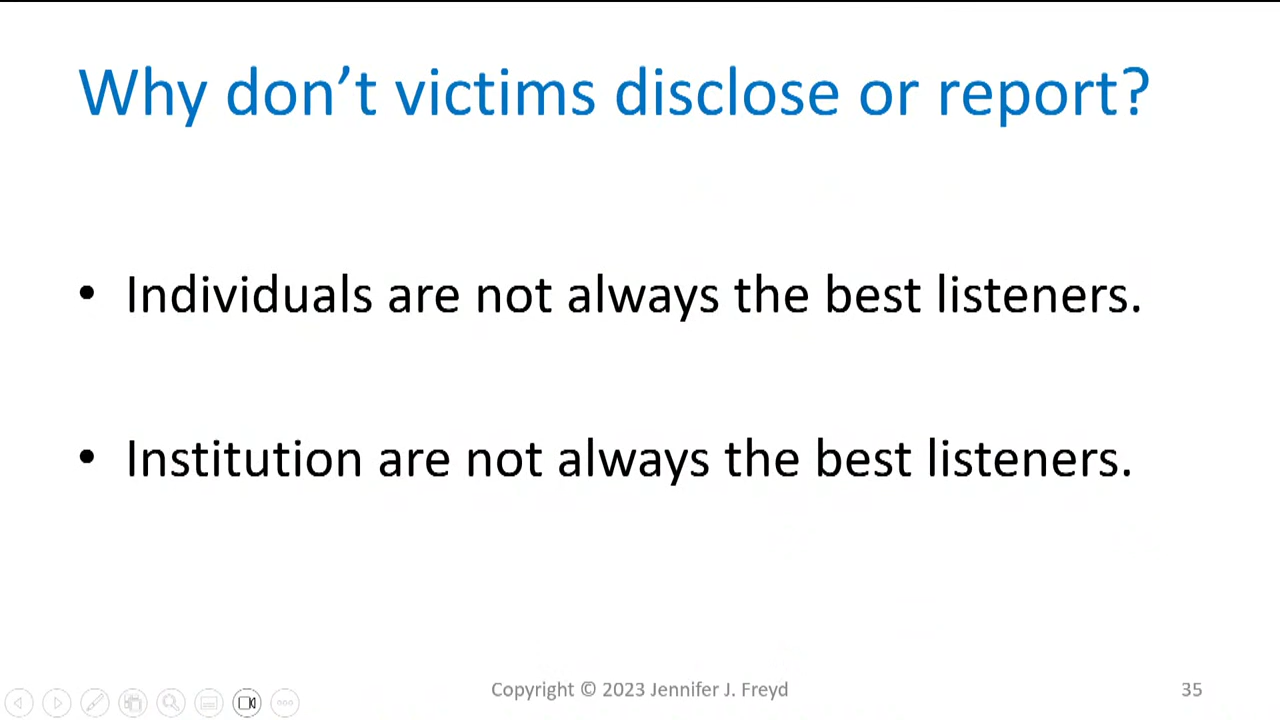 Why don’t victims disclose or report?
• Individuals are not always the best listeners.
• Institution are not always the best listeners.
Copyright © 2023 Jennifer J. Freyd
35